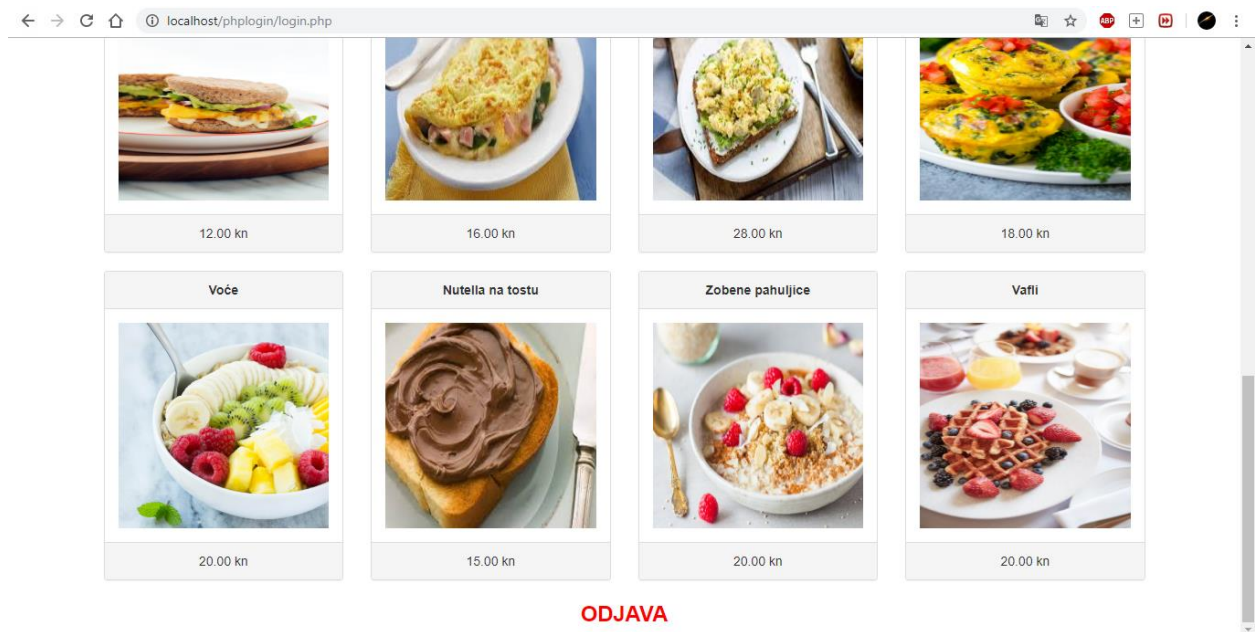 localhost/phplogin/login.php
ABP
12.00 kn
16.00 kn
28.00 kn
18.00 kn
Voće
Nutella na tostu
Zobene pahuljice
Vafli
20.00 kn
15.00 kn
20.00 kn
20.00 kn
ODJAVA